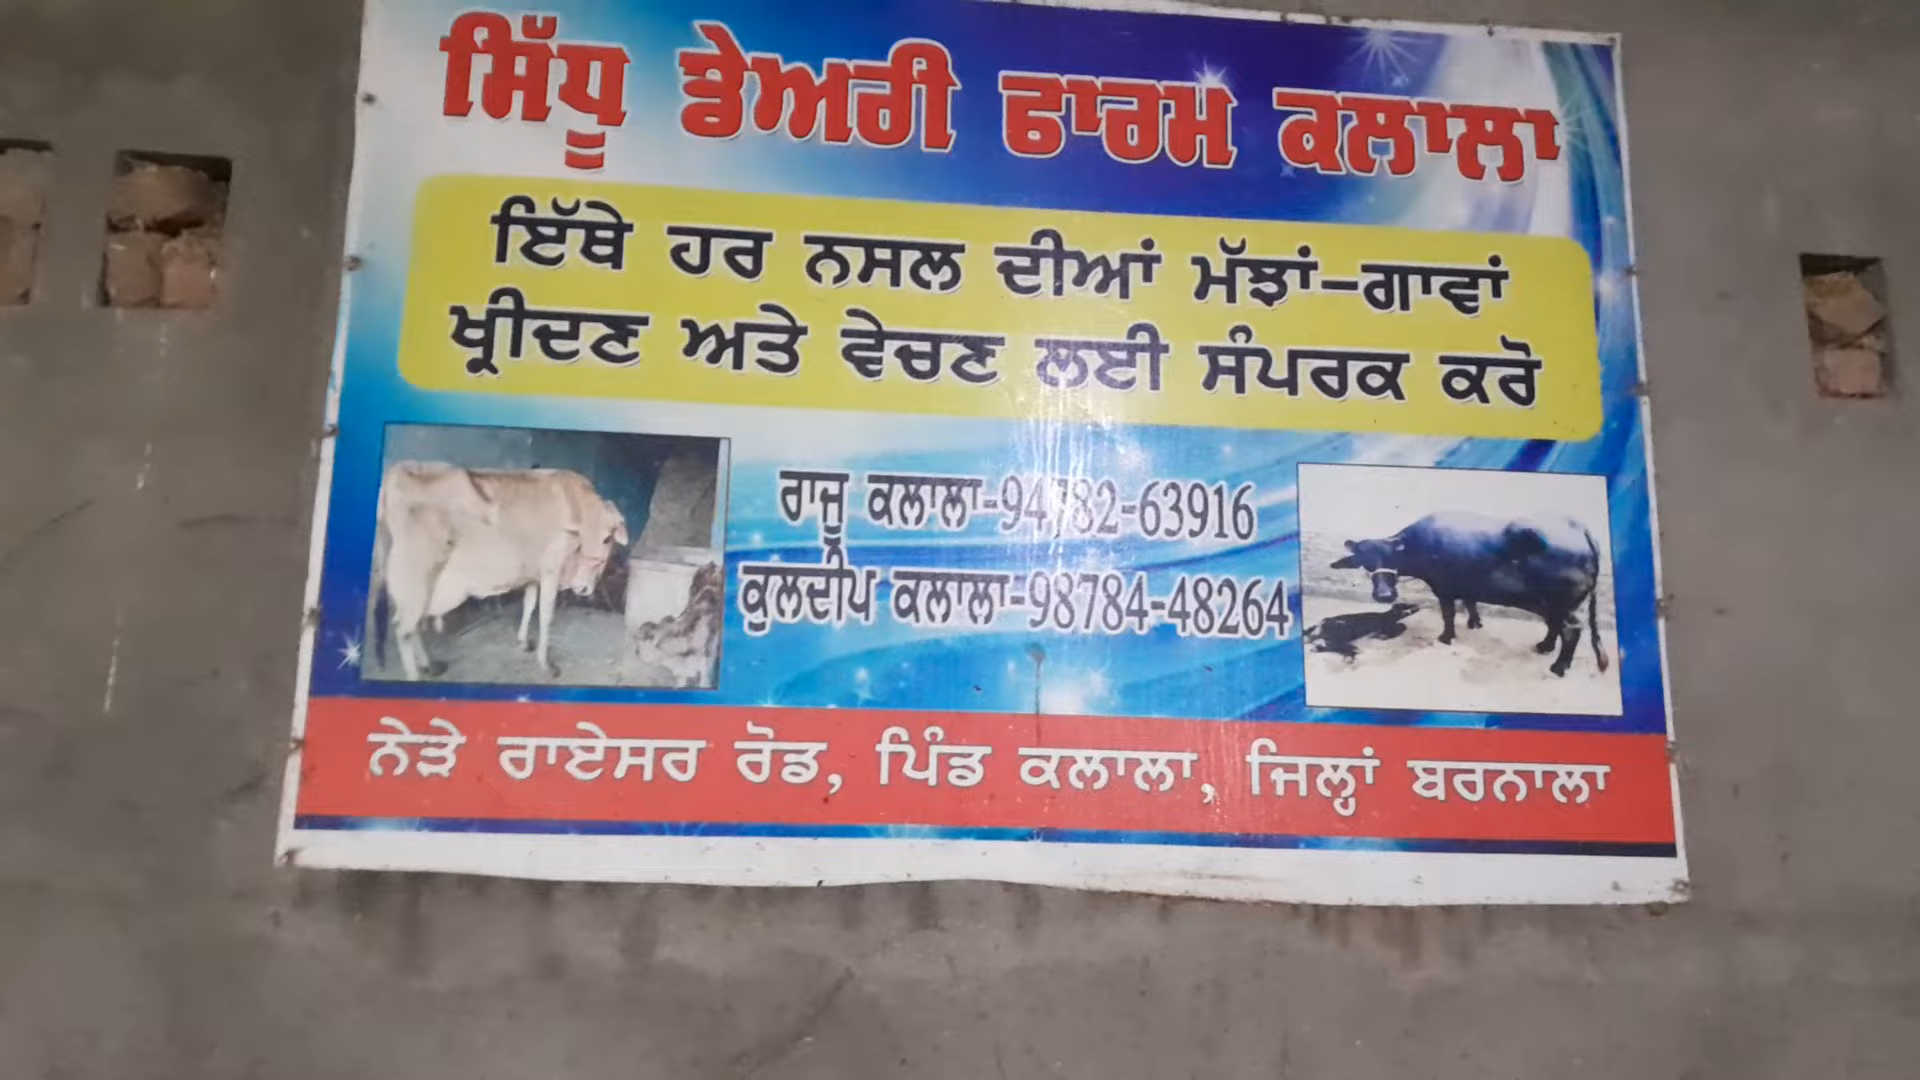 ਸਿੱਧੂ ਡੇਅਰੀ ਫਾਰਮ ਕਲਾਲਾ
ਇੱਥੇ ਹਰ ਨਸਲ ਦੀਆਂ ਮੱਝਾਂ-ਗਾਵਾਂ
ਖ੍ਰੀਦਣ ਅਤੇ ਵੇਚਣ ਲਈ ਸੰਪਰਕ ਕਰੋ
ਰਾਜੂ ਕਲਾਲਾ-94782-63916
ਕੁਲਦੀਪ ਕਲਾਲਾ-98784-48264
ਨੇੜੇ ਰਾਏਸਰ ਰੋਡ, ਪਿੰਡ ਕਲਾਲਾ, ਜਿਲ੍ਹਾਂ ਬਰਨਾਲਾ